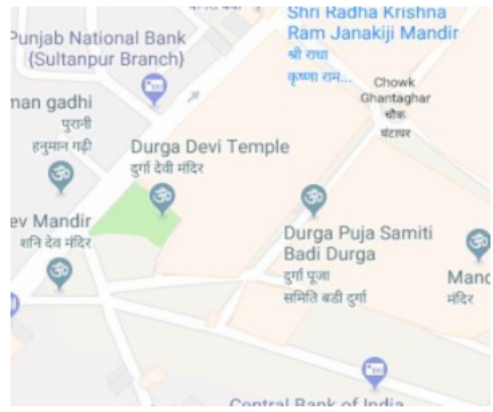 Shri Radha Krishna
Ram Janakiji Mandir
श्री राधा
कृष्णा राम...
Punjab National Bank
{Sultanpur Branch}
Chowk
Ghantaghar
चौक
घंटाघर
man gadhi
पुरानी
हनुमान गढ़ी
Durga Devi Temple
दुर्गा देवी मंदिर
ev Mandir
शनि देव मंदिर
Durga Puja Samiti
Badi Durga
दुर्गा पूजा
समिति बडी दुर्गा
Mand
मंदिर
Central Bank of India